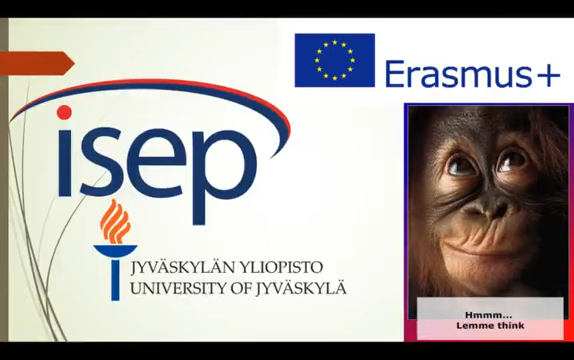 Erasmus+
isep
JYVÄSKYLÄN YLIOPISTO
UNIVERSITY OF JYVÄSKYLÄ
Hmmm...
Lemme think